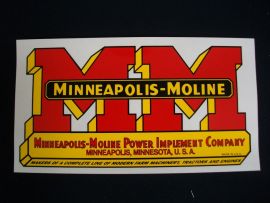 MM
MINNEAPOLIS-MOLINE
MINNEAPOLIS-MOLINE POWER IMPLEMENT COMPANY
MINNEAPOLIS, MINNESOTA, U. S. A.
MAKERS OF A COMPLETE LINE OF MODERN FARM MACHINERY, TRACTORS AND ENGINES